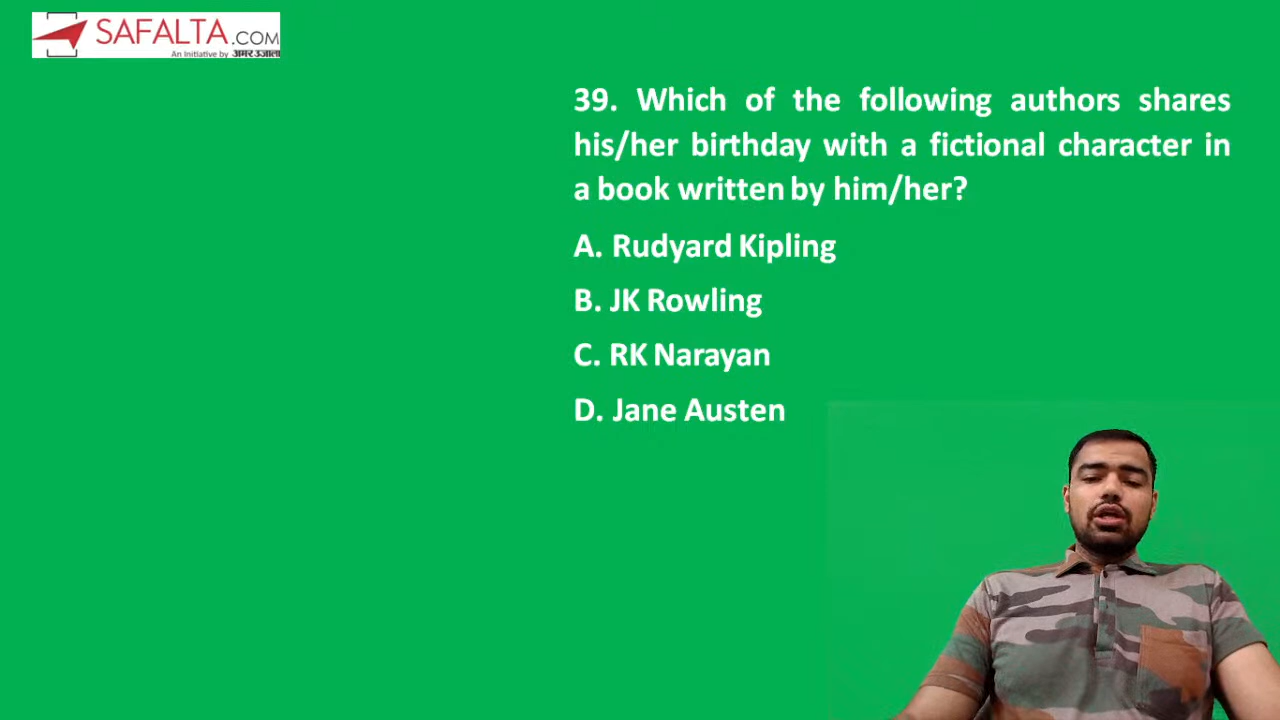 SAFALTA.COM
An Initiative by अमर उजाला
39. Which of the following authors shares
his/her birthday with a fictional character in
a book written by him/her?
A. Rudyard Kipling
B. JK Rowling
C. RK Narayan
D. Jane Austen